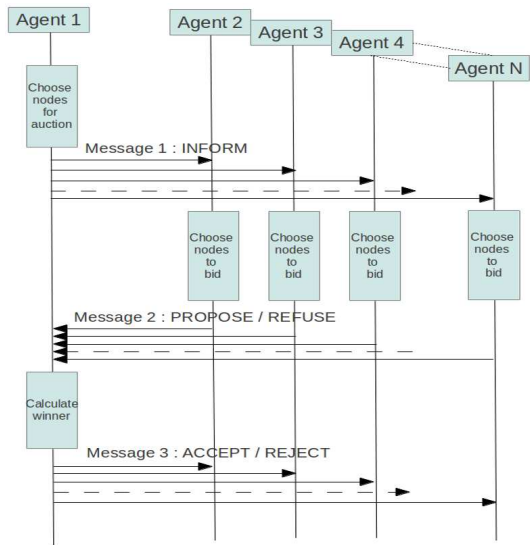 Agent 1
Agent 2
Agent 3
Agent 4
Agent N
Choose
nodes
for
auction
Message 1 : INFORM
Choose
nodes
to
bid
Choose
nodes
to
bid
Choose
nodes
to
bid
Choose
nodes
to
bid
Message 2 : PROPOSE / REFUSE
Calculate
winner
Message 3 : ACCEPT / REJECT